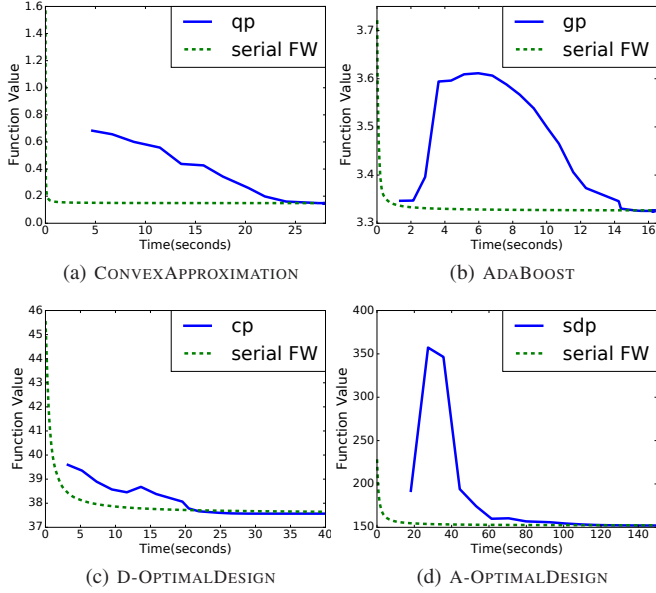 1.6
1.4
1.2
1.0
0.8
0.6
0.4
0.2
0.0
Function Value
qp
serial FW
0 5 10 15 20 25
Time(seconds)
(a) CONVEXAPPROXIMATION
3.7
3.6
3.5
3.4
3.3
Function Value
gp
serial FW
0 2 4 6 8 10 12 14 16
Time(seconds)
(b) ADABOOST
46
45
44
43
42
41
40
39
38
37
Function Value
cp
serial FW
0 5 10 15 20 25 30 35 40
Time(seconds)
(c) D-OPTIMALDESIGN
400
350
300
250
200
150
Function Value
sdp
serial FW
0 20 40 60 80 100 120 140
Time(seconds)
(d) A-OPTIMALDESIGN